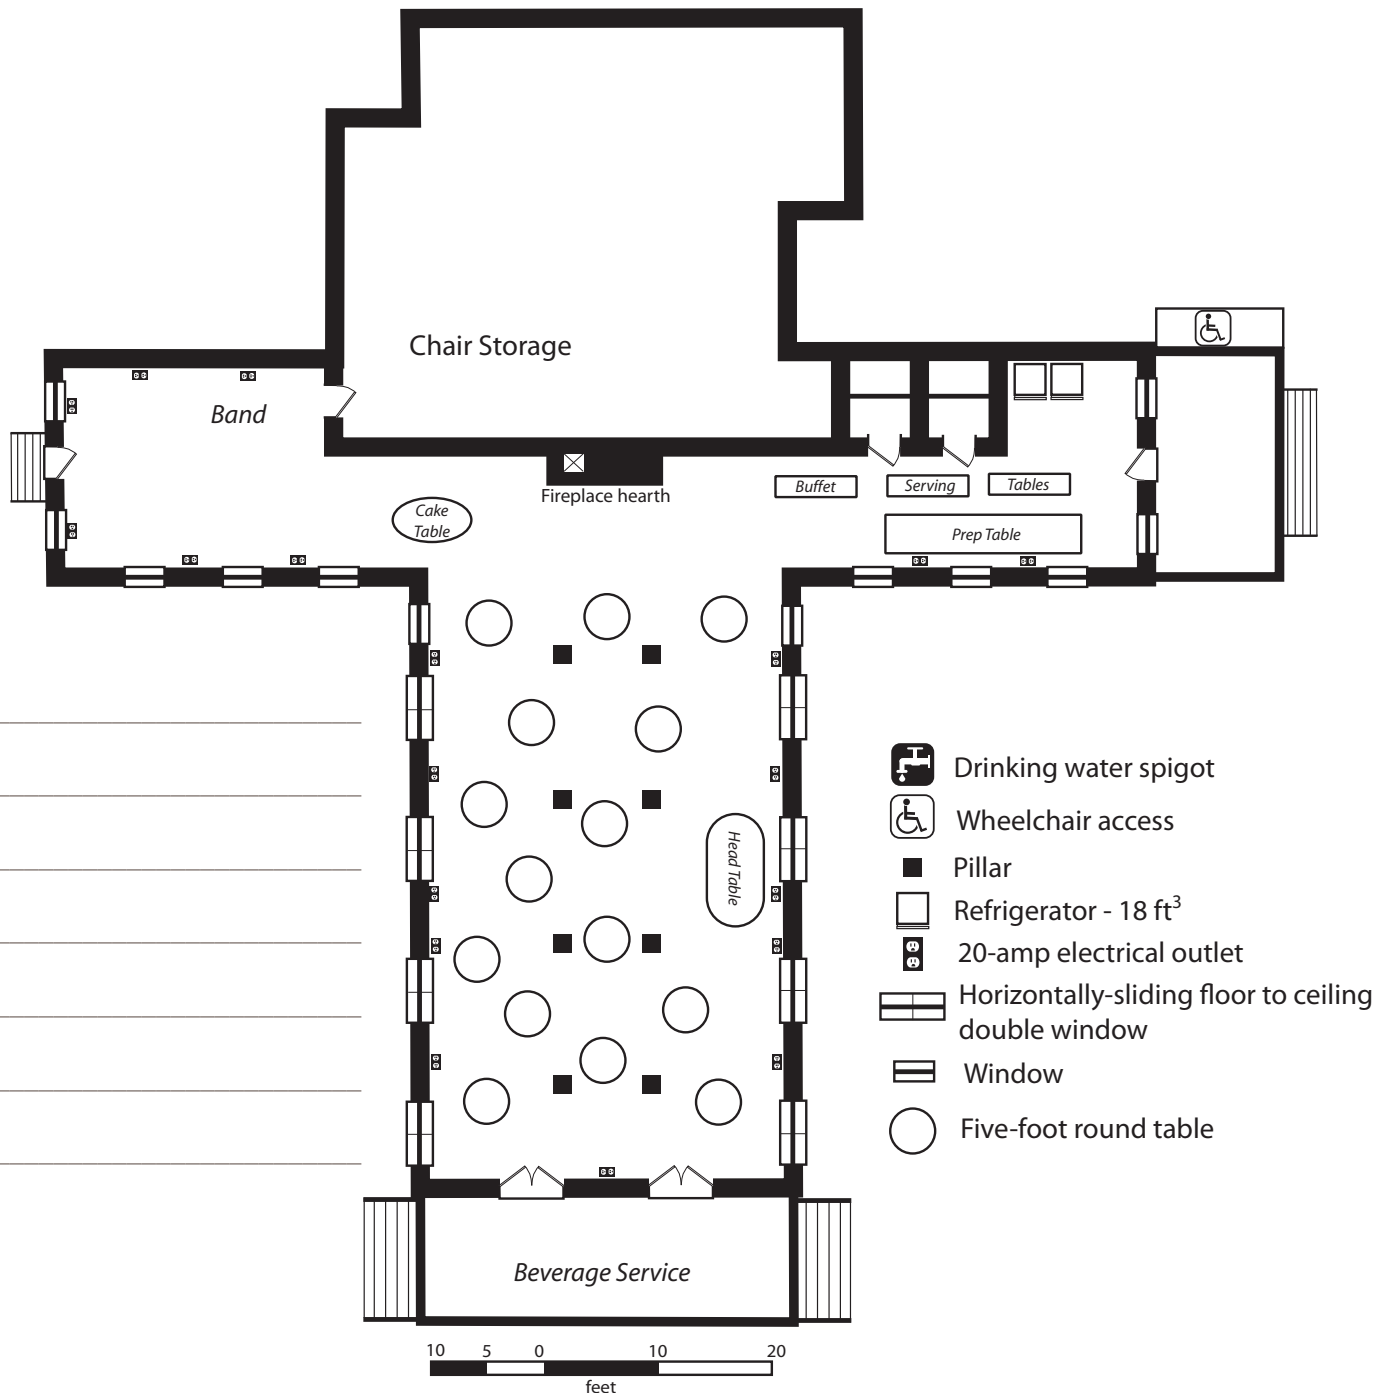 Chair Storage
Band
Fireplace hearth
Buffet
Serving
Tables
Cake
Table
Prep Table
Head Table
Drinking water spigot
Wheelchair access
Pillar
Refrigerator - 18 ft³
20-amp electrical outlet
Horizontally-sliding floor to ceiling
double window
Window
Five-foot round table
Beverage Service
10 5 0 10 20
feet